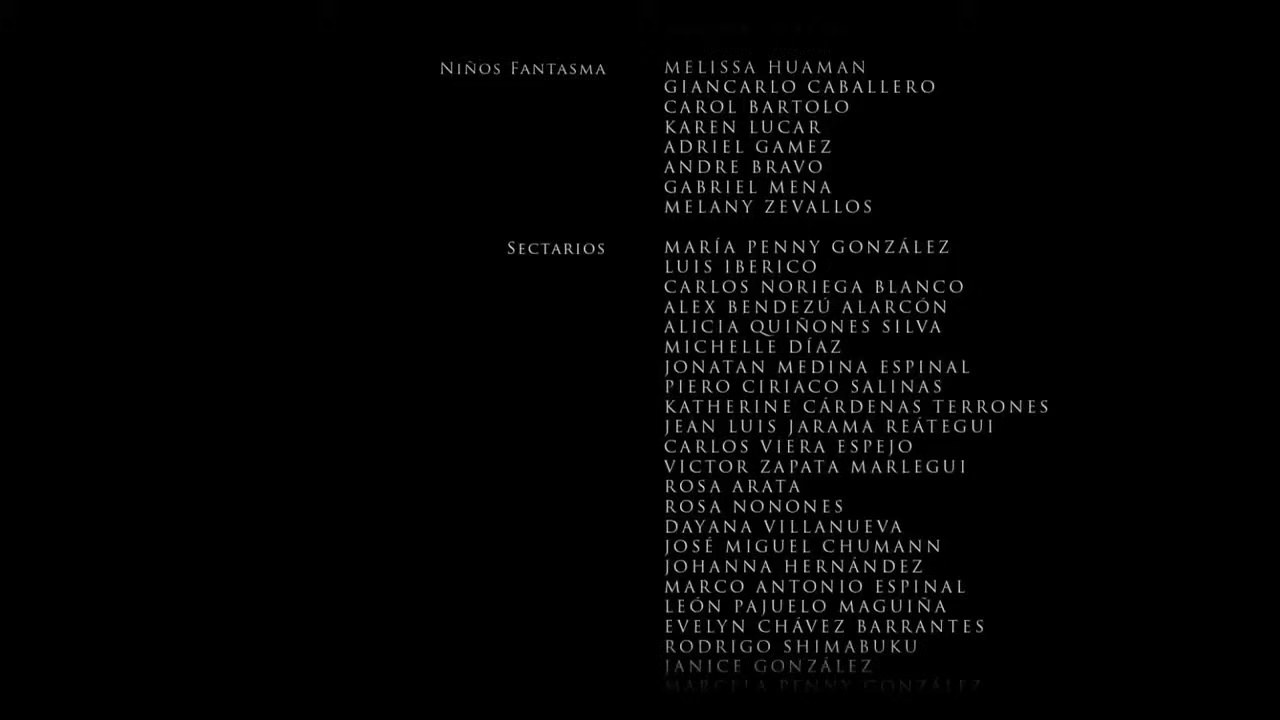 Niños Fantasma MELISSA HUAMAN
GIANCARLO CABALLERO
CAROL BARTOLO
KAREN LUCAR
ADRIEL GAMEZ
ANDRE BRAVO
GABRIEL MENA
MELANY ZEVALLOS
Sectarios MARÍA PENNY GONZÁLEZ
LUIS IBERICO
CARLOS NORIEGA BLANCO
ALEX BENDEZÚ ALARCÓN
ALICIA QUIÑONES SILVA
MICHELLE DÍAZ
JONATAN MEDINA ESPINAL
PIERO CIRIACO SALINAS
KATHERINE CÁRDENAS TERRONES
JEAN LUIS JARAMA REÁTEGUI
CARLOS VIERA ESPEJO
VICTOR ZAPATA MARLEGUI
ROSA ARATA
ROSA NONONES
DAYANA VILLANUEVA
JOSÉ MIGUEL CHUMANN
JOHANNA HERNÁNDEZ
MARCO ANTONIO ESPINAL
LEÓN PAJUELO MAGUIÑA
EVELYN CHÁVEZ BARRANTES
RODRIGO SHIMABUKU
JANICE GONZÁLEZ
MARCELA PENNY GONZÁLEZ